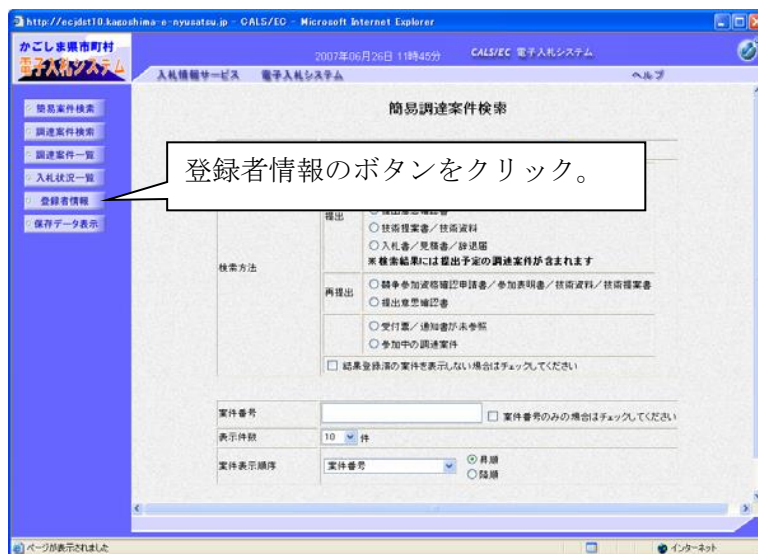 http://ecjdst10.kagoshima-e-nyusatsu.jp - CALS/EC - Microsoft Internet Explorer
かごしま県市町村
電子入札システム
2007年06月26日 11時45分
CALS/EC 電子入札システム
入札情報サービス 電子入札システム ヘルプ
簡易案件検索
調達案件検索
調達案件一覧
入札状況一覧
登録者情報
保存データ表示
簡易調達案件検索
登録者情報のボタンをクリック。
検索方法
提出
技術提案書/技術資料
入札書/見積書/辞退届
※検索結果には提出予定の調達案件が含まれます
再提出
競争参加資格確認申請書/参加表明書/技術資料/技術提案書
提出意思確認書
受付票/通知書が未参照
参加中の調達案件
結果登録済の案件を表示しない場合はチェックしてください
案件番号
案件番号のみの場合はチェックしてください
表示件数 10 件
案件表示順序 案件番号
昇順
降順
ページが表示されました
インターネット